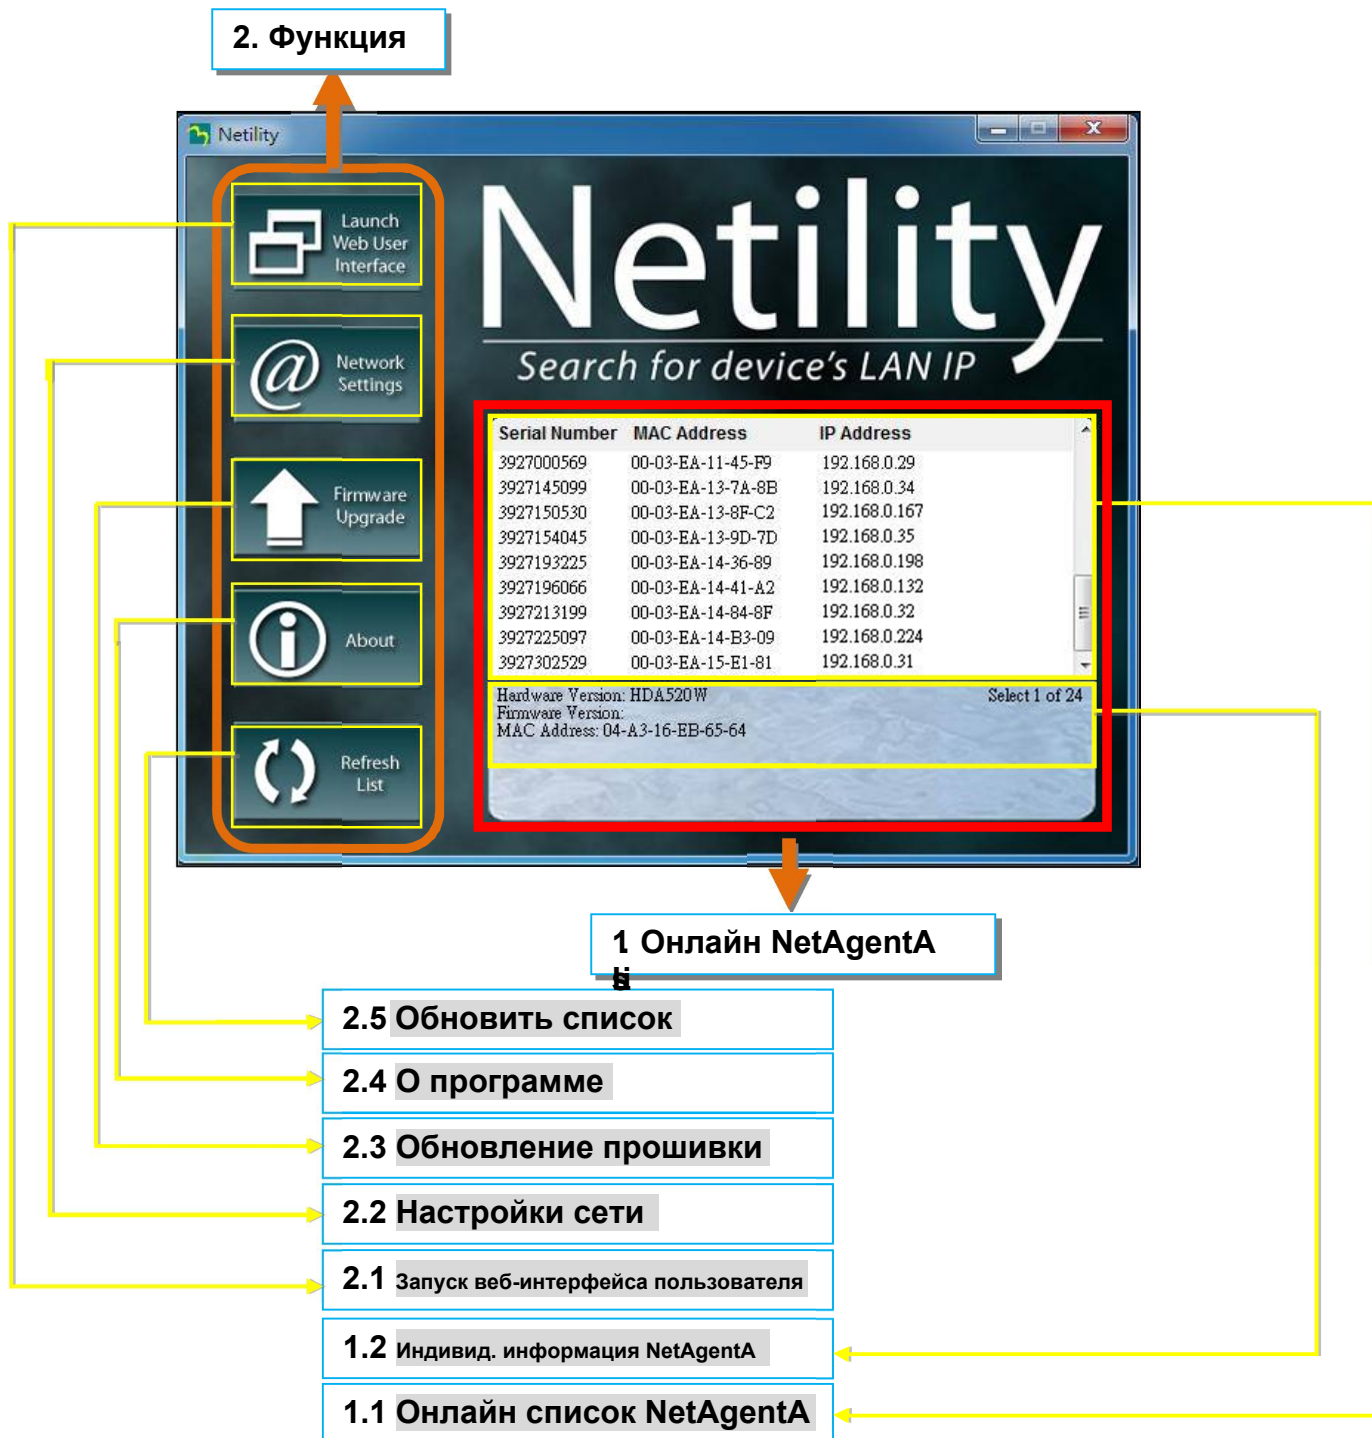 2. Функция
Netility
Launch
Web User
Interface
Network
Settings
Firmware
Upgrade
About
Refresh
List
Netility
Search for device's LAN IP
Serial Number MAC Address IP Address
3927000569 00-03-EA-11-45-F9 192.168.0.29
3927145099 00-03-EA-13-7A-8B 192.168.0.34
3927150530 00-03-EA-13-8F-C2 192.168.0.167
3927154045 00-03-EA-13-9D-7D 192.168.0.35
3927193225 00-03-EA-14-36-89 192.168.0.198
3927196066 00-03-EA-14-41-A2 192.168.0.132
3927213199 00-03-EA-14-84-8F 192.168.0.32
3927225097 00-03-EA-14-B3-09 192.168.0.224
3927302529 00-03-EA-15-E1-81 192.168.0.31
Hardware Version: HDA520W Select 1 of 24
Firmware Version:
MAC Address: 04-A3-16-EB-65-64
1 Онлайн NetAgentA
2.5 Обновить список
2.4 О программе
2.3 Обновление прошивки
2.2 Настройки сети
2.1 Запуск веб-интерфейса пользователя
1.2 Индивид. информация NetAgentA
1.1 Онлайн список NetAgentA